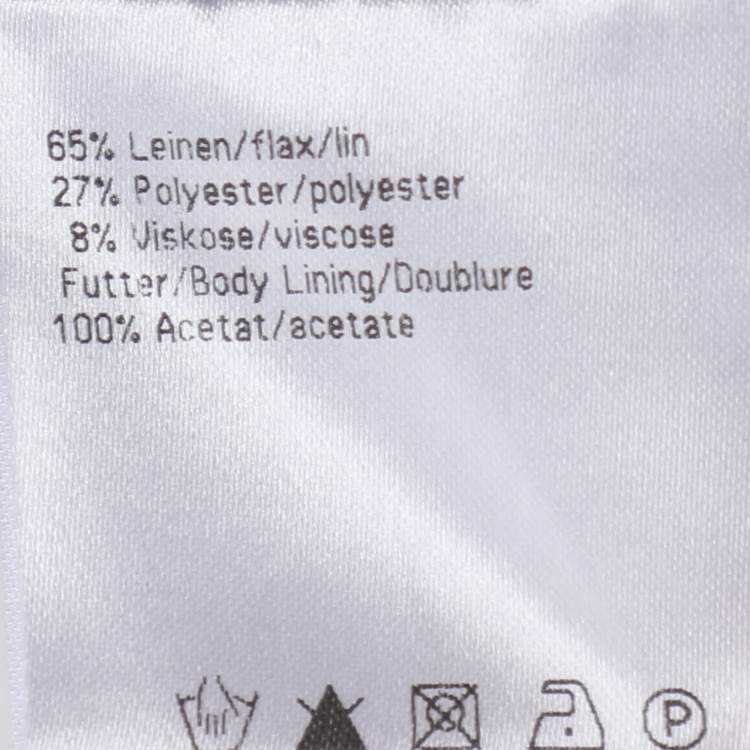 65% Leinen/flax/lin
27% Polyester/polyester
8% Viskose/viscose
Futter/Body Lining/Doublure
100% Acetat/acetate
P